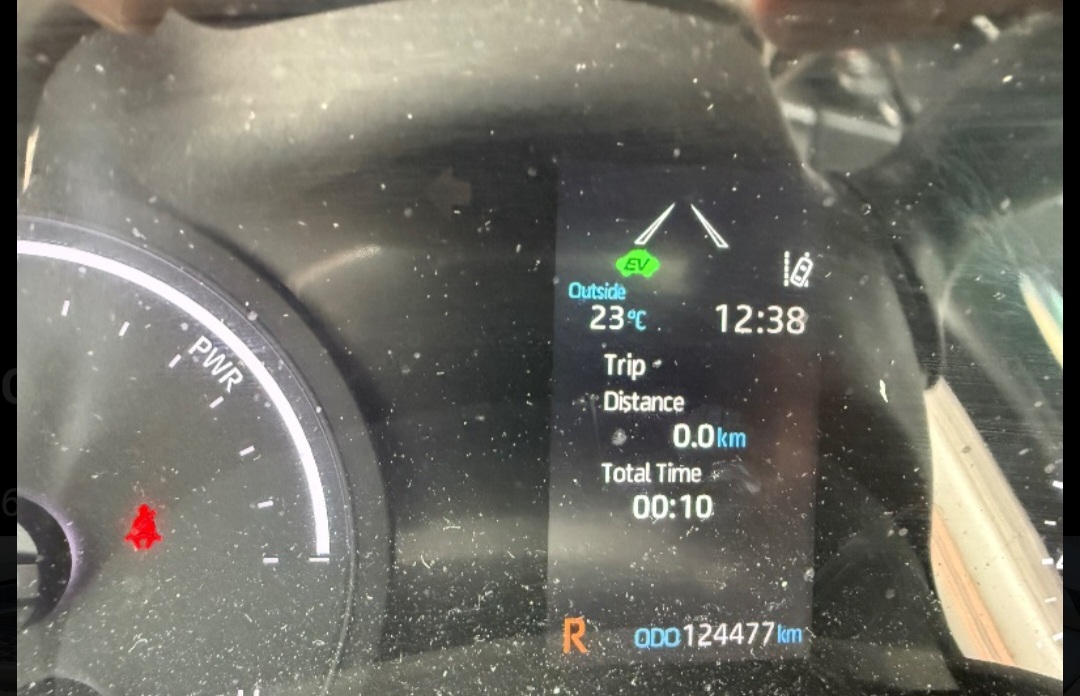 EV
Outside
23°C 12:38
PWR
Trip
Distance
0.0km
Total Time
00:10
R ODO124477km